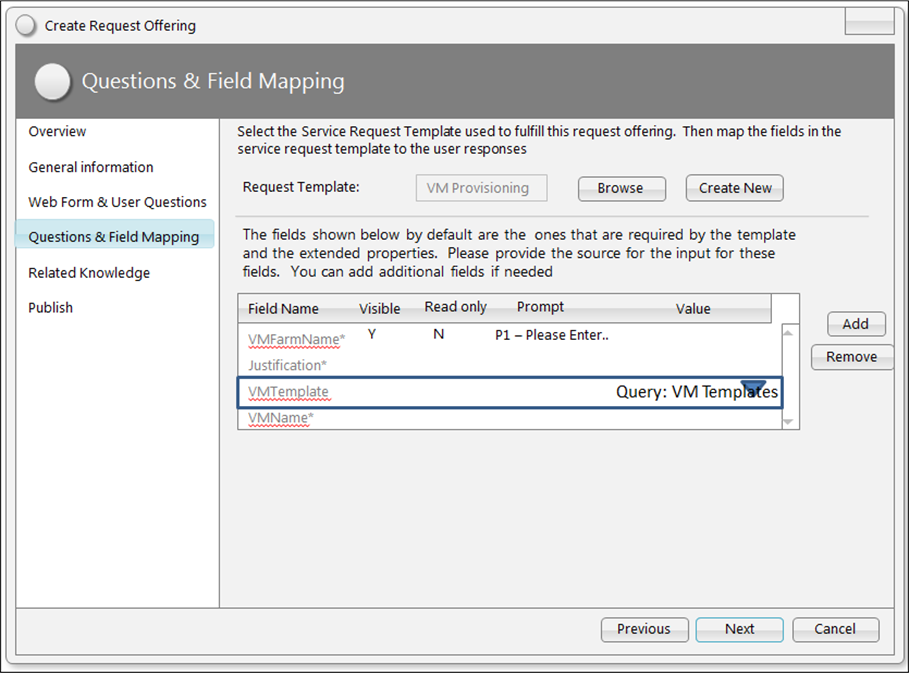 Create Request Offering
Questions & Field Mapping
Overview
General information
Web Form & User Questions
Questions & Field Mapping
Related Knowledge
Publish
Select the Service Request Template used to fulfill this request offering. Then map the fields in the
service request template to the user responses
Request Template:
VM Provisioning
Browse
Create New
The fields shown below by default are the ones that are required by the template
and the extended properties. Please provide the source for the input for these
fields. You can add additional fields if needed
Field Name Visible Read only Prompt Value
VMFarmName* Y N P1 – Please Enter..
Justification*
VMTemplate Query: VM Templates
VMName*
Add
Remove
Previous
Next
Cancel